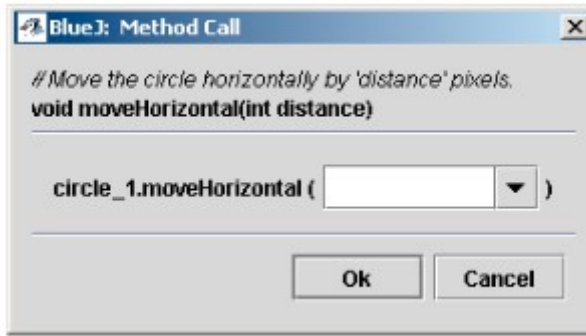 BlueJ: Method Call
// Move the circle horizontally by 'distance' pixels.
void moveHorizontal(int distance)
circle_1.moveHorizontal ( )
Ok Cancel